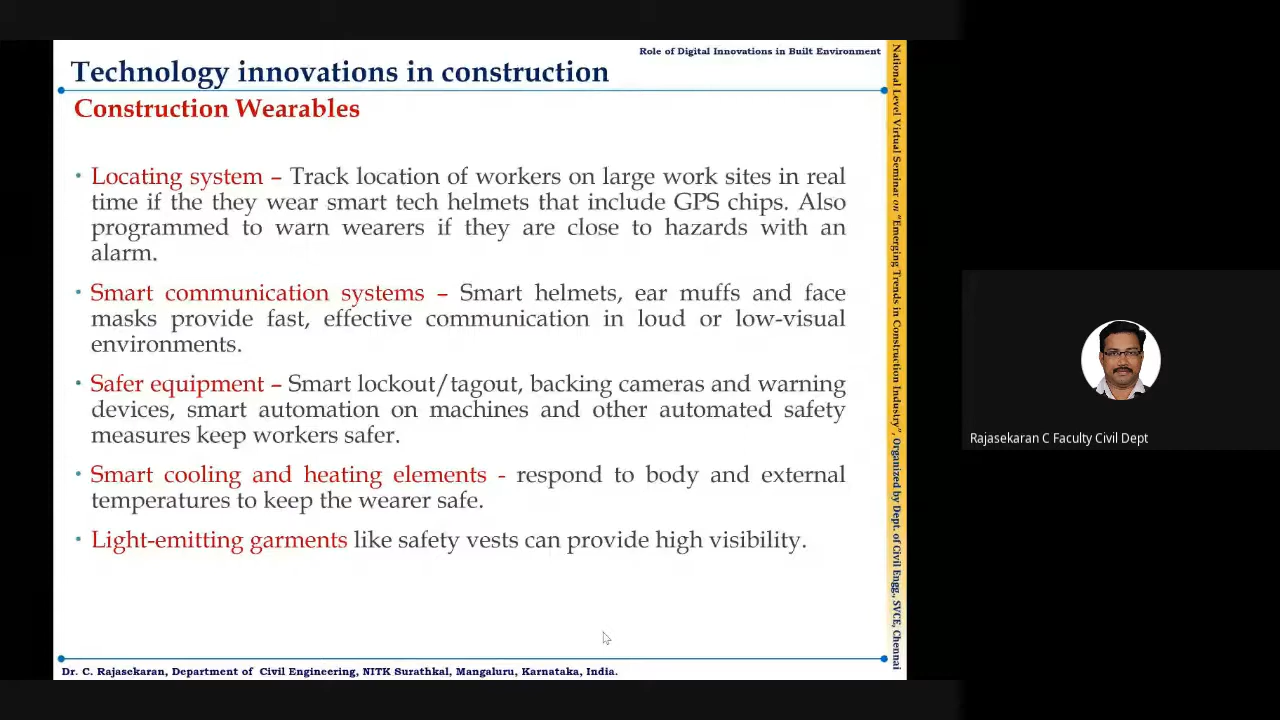 Role of Digital Innovations in Built Environment
Technology innovations in construction
Construction Wearables
• Locating system – Track location of workers on large work sites in real
time if the they wear smart tech helmets that include GPS chips. Also
programmed to warn wearers if they are close to hazards with an
alarm.
• Smart communication systems – Smart helmets, ear muffs and face
masks provide fast, effective communication in loud or low-visual
environments.
• Safer equipment – Smart lockout/tagout, backing cameras and warning
devices, smart automation on machines and other automated safety
measures keep workers safer.
• Smart cooling and heating elements - respond to body and external
temperatures to keep the wearer safe.
• Light-emitting garments like safety vests can provide high visibility.
Dr. C. Rajasekaran, Department of Civil Engineering, NITK Surathkal, Mangaluru, Karnataka, India.
National Level Virtual Seminar on "Emerging Trends in Construction Industry", Organized by Dept. of Civil Engg., SVCE, Chennai
Rajasekaran C Faculty Civil Dept